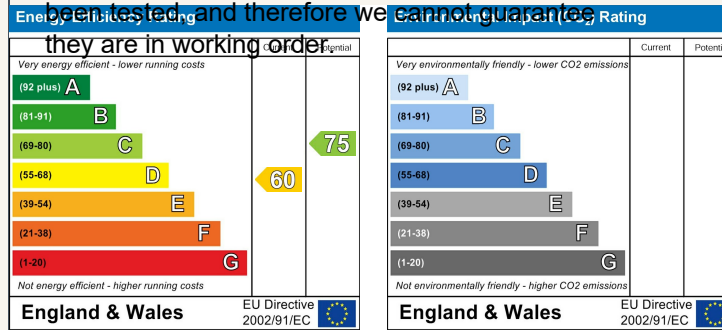 been tested, and therefore we cannot guarantee
they are in working order.
Energy Efficiency Rating
Current Potential
Very energy efficient - lower running costs
(92 plus) A
(81-91) B
(69-80) C
(55-68) D
(39-54) E
(21-38) F
(1-20) G
60
75
Not energy efficient - higher running costs
England & Wales
EU Directive
2002/91/EC
Environmental Impact (CO2) Rating
Current
Very environmentally friendly - lower CO2 emissions
(92 plus) A
(81-91) B
(69-80) C
(55-68) D
(39-54) E
(21-38) F
(1-20) G
Not environmentally friendly - higher CO2 emissions
England & Wales
EU Directive
2002/91/EC